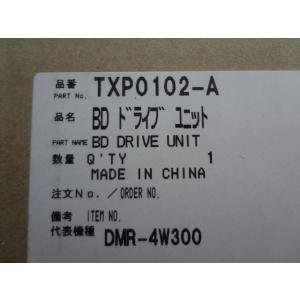 品番 TXP0102-A
PART No.
品名 BD ドライブ ユニット
PART NAME BD DRIVE UNIT
数量 Q'TY 1
MADE IN CHINA
注文No./ORDER NO.
備考 ITEM NO.
代表機種 DMR-4W300